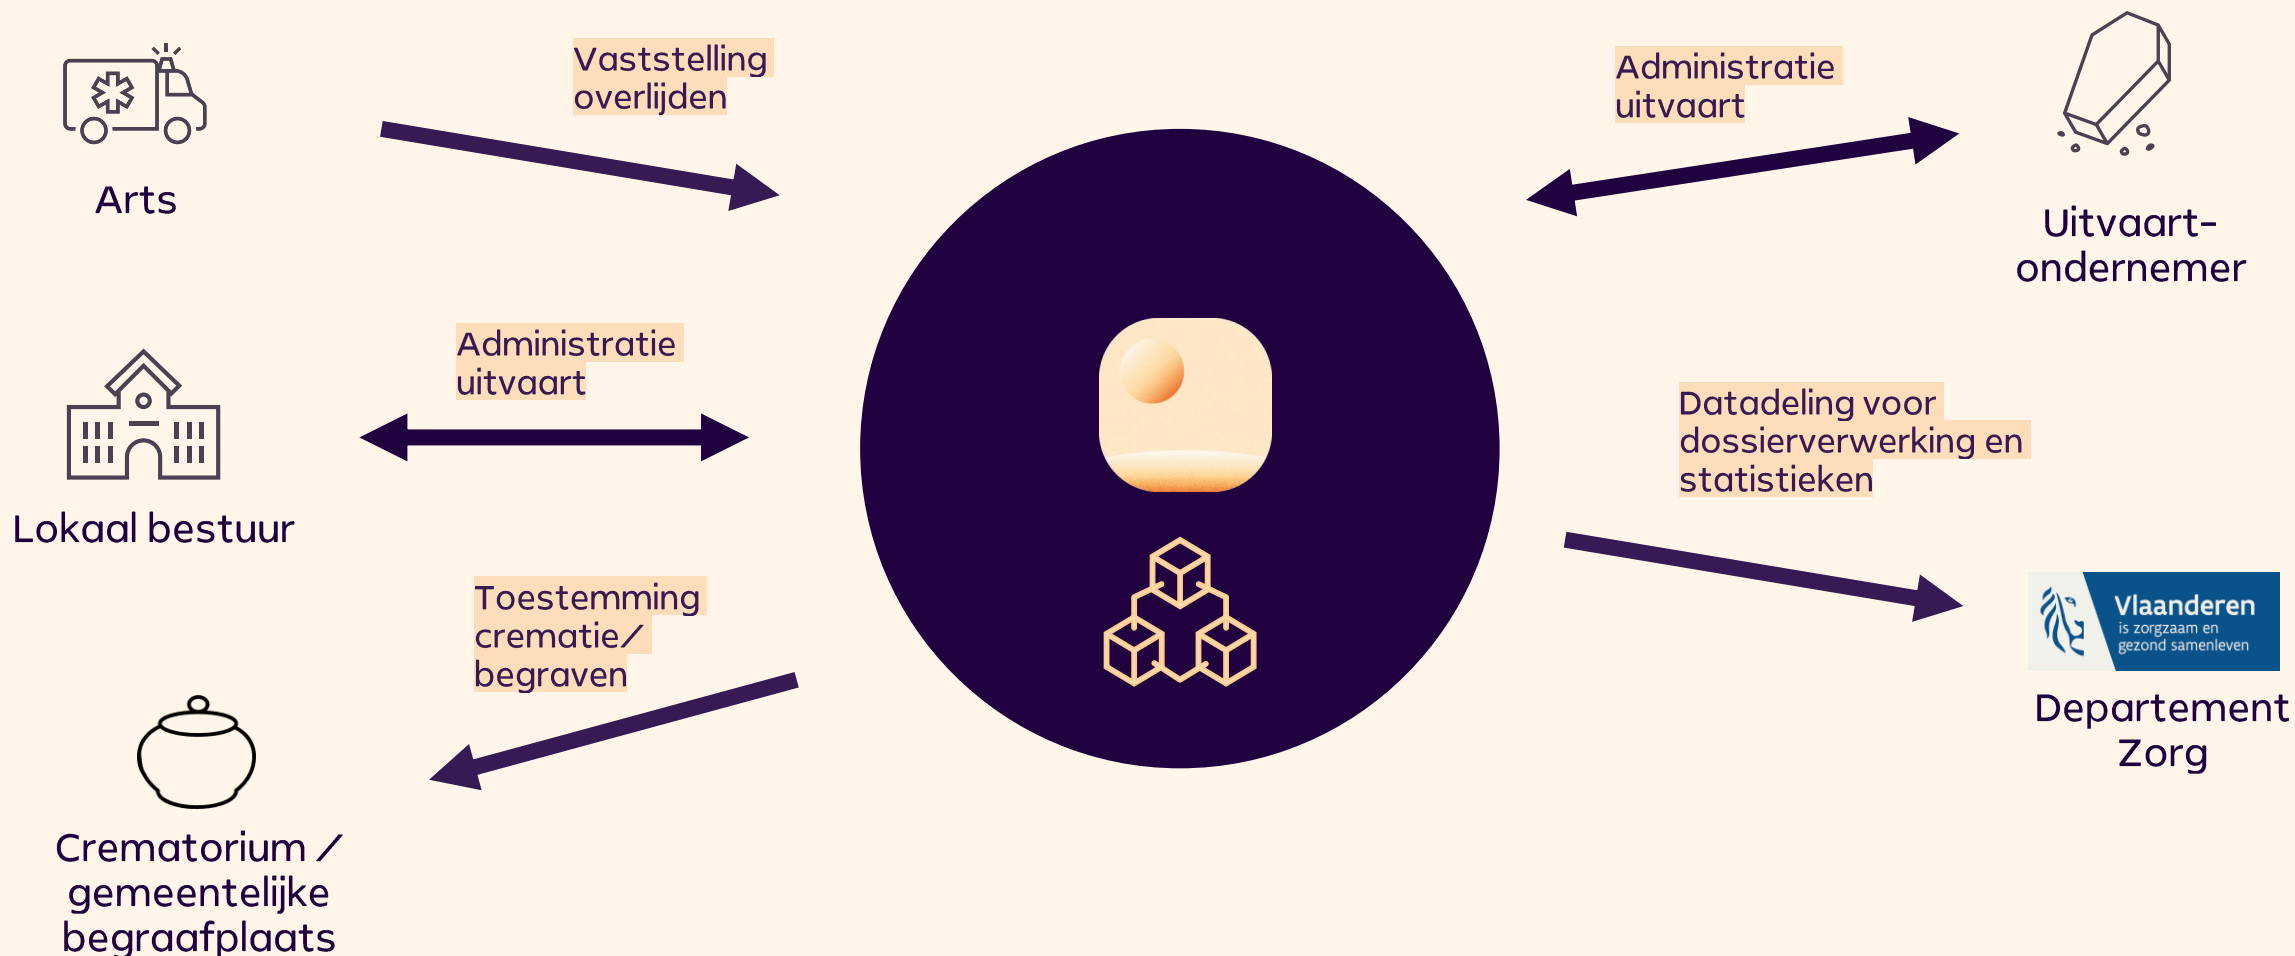 Vaststelling
overlijden
Arts
Administratie
uitvaart
Uitvaart-
ondernemer
Administratie
uitvaart
Lokaal bestuur
Datadeling voor
dossierverwerking en
statistieken
Vlaanderen
is zorgzaam en
gezond samenleven
Departement
Zorg
Toestemming
crematie/
begraven
Crematorium /
gemeentelijke
begraafplaats